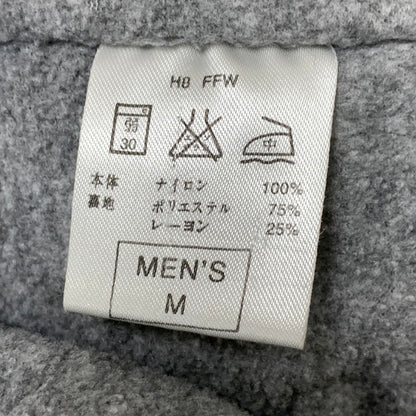 H8 FFW
弱 中
30
本体 ナイロン 100%
裏地 ポリエステル 75%
レーヨン 25%
MEN'S
M